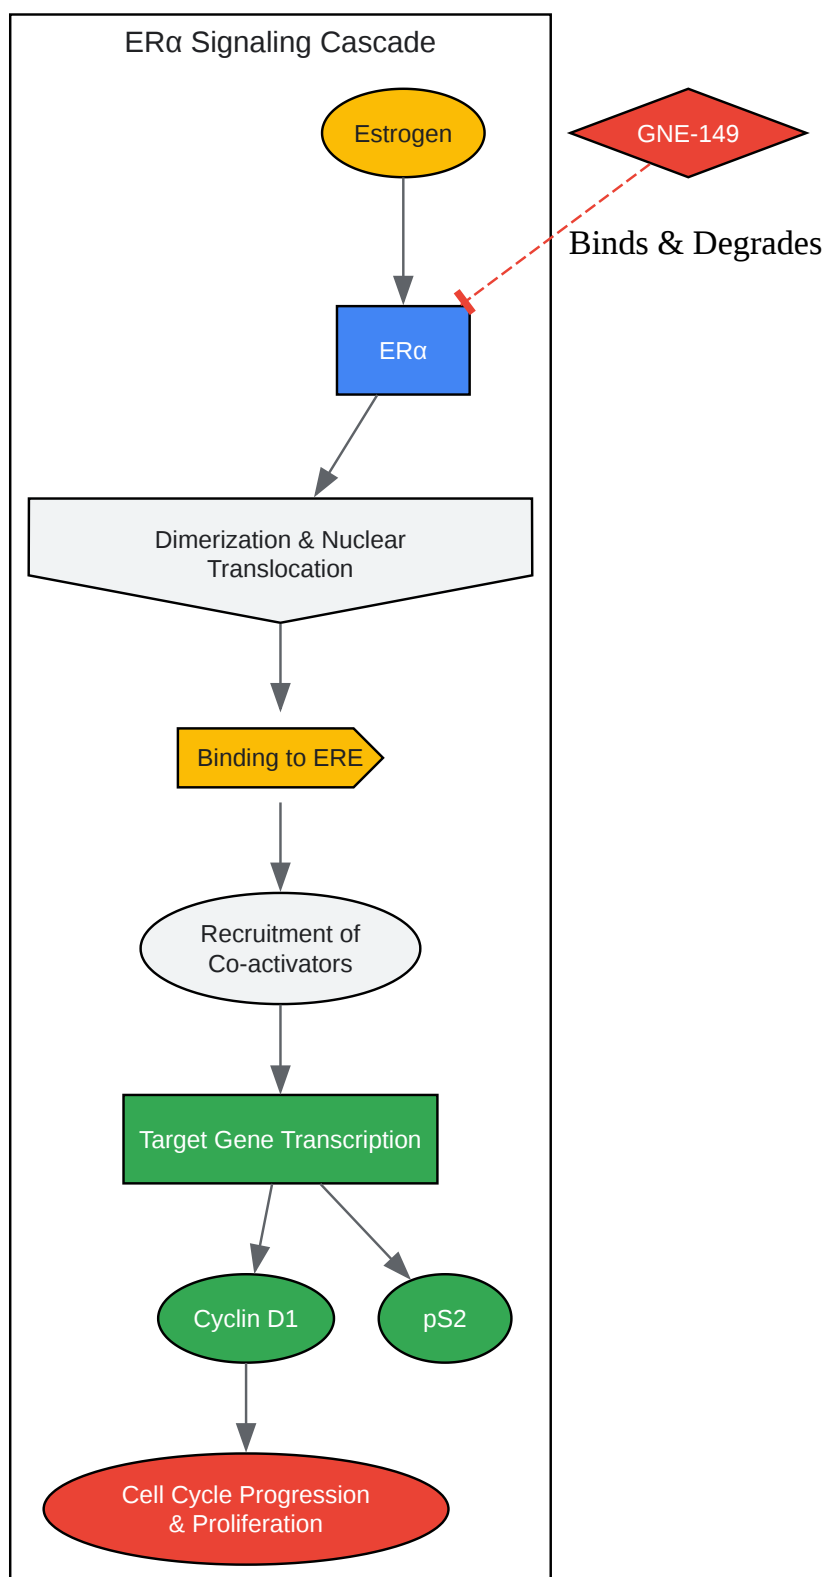 ERα Signaling Cascade
Estrogen
GNE-149
Binds & Degrades
ERα
Dimerization & Nuclear
Translocation
Binding to ERE
Recruitment of
Co-activators
Target Gene Transcription
Cyclin D1
pS2
Cell Cycle Progression
& Proliferation